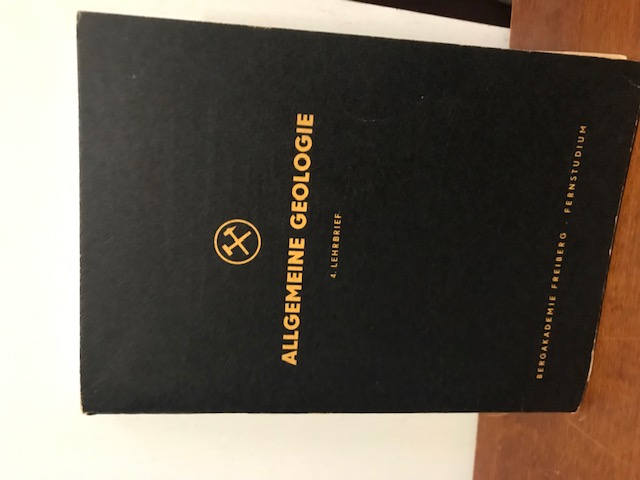 ALLGEMEINE GEOLOGIE
4. LEHRBRIEF
BERGAKADEMIE FREIBERG · FERNSTUDIUM